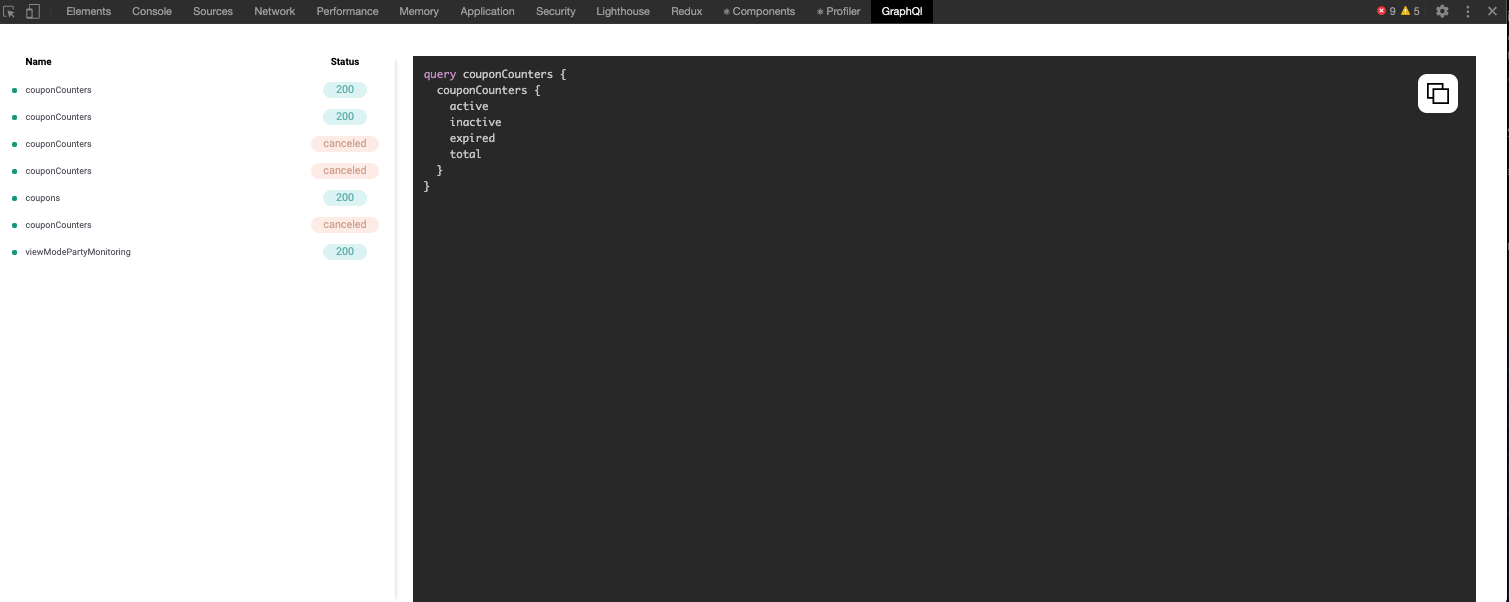 Elements Console Sources Network Performance Memory Application Security Lighthouse Redux Components Profiler GraphQl 9 5
Name Status
couponCounters 200
couponCounters 200
couponCounters canceled
couponCounters canceled
coupons 200
couponCounters canceled
viewModePartyMonitoring 200
query couponCounters {
couponCounters {
active
inactive
expired
total
}
}